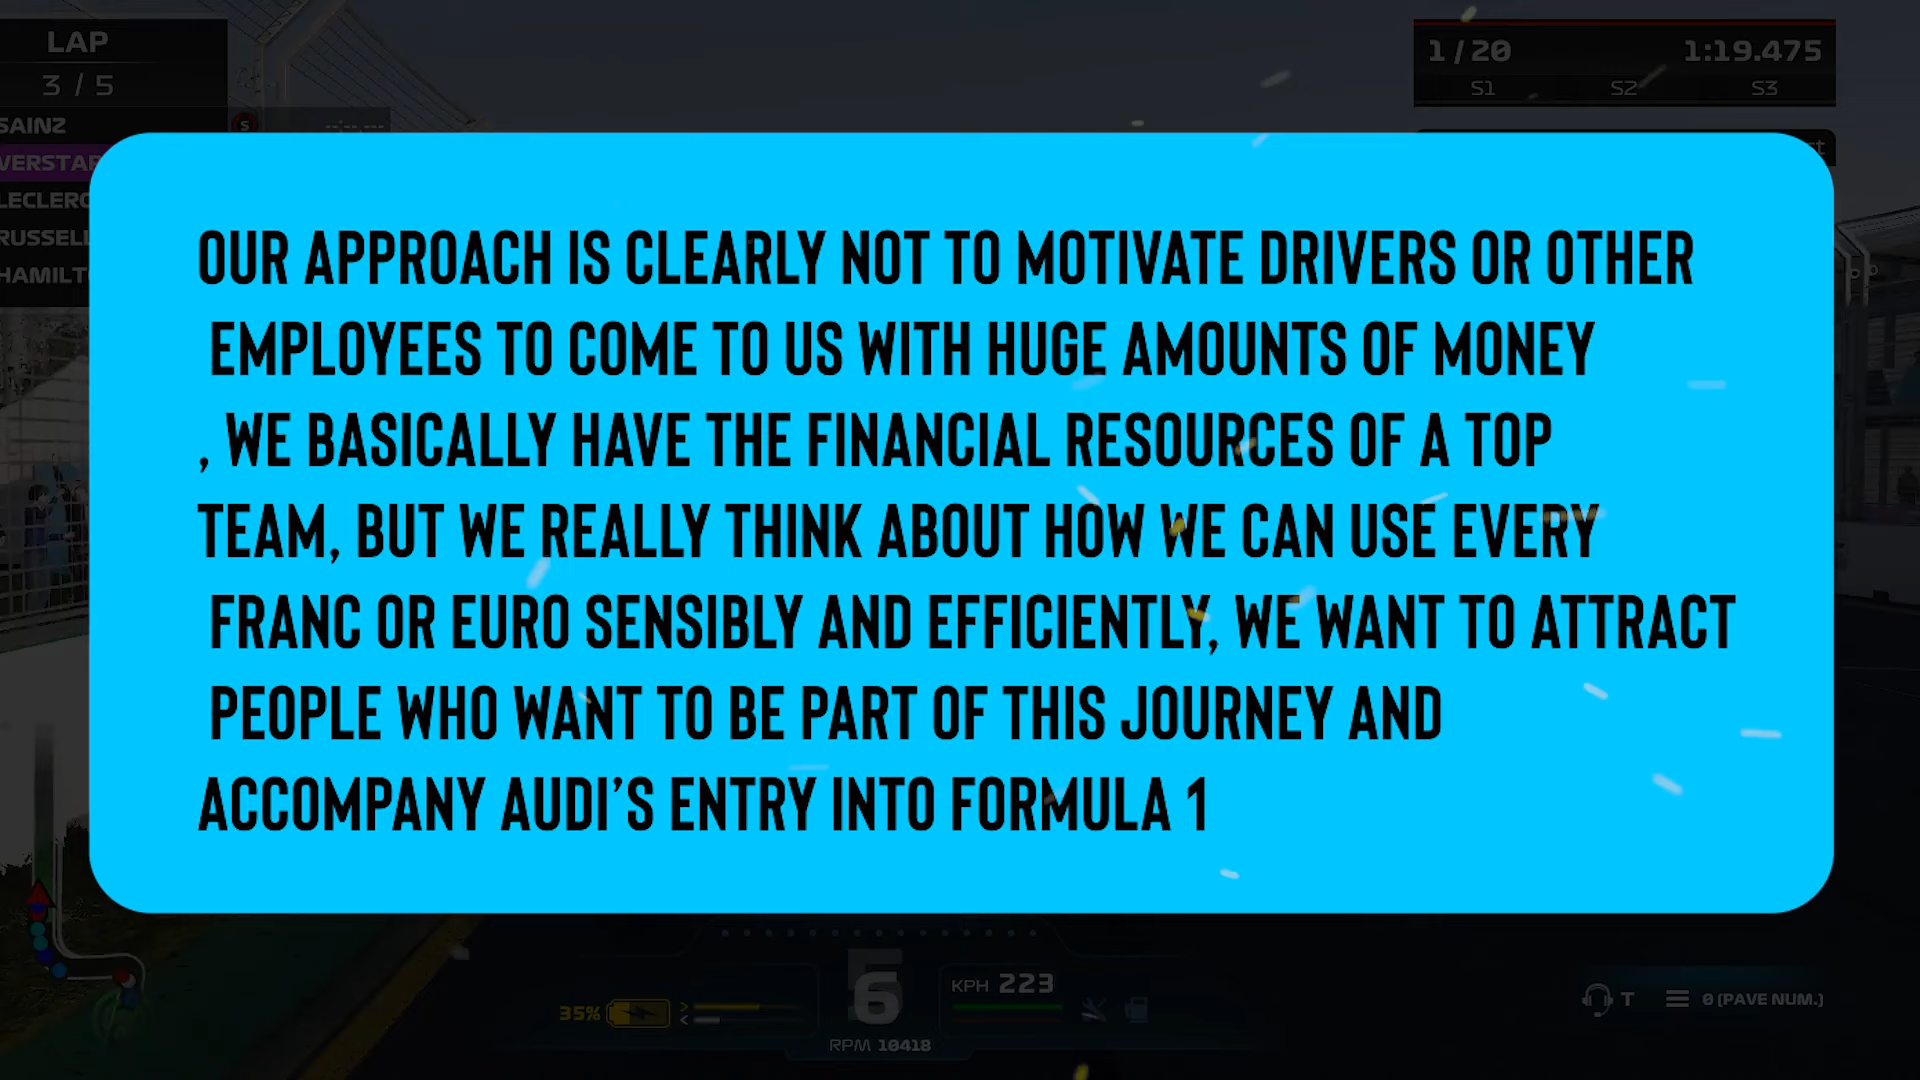 LAP
3 / 5
SAINZ
S
VERSTAP
LECLERC
RUSSELL
HAMILTO
1 / 20 1:19.475
S1 S2 S3
OUR APPROACH IS CLEARLY NOT TO MOTIVATE DRIVERS OR OTHER
EMPLOYEES TO COME TO US WITH HUGE AMOUNTS OF MONEY
, WE BASICALLY HAVE THE FINANCIAL RESOURCES OF A TOP
TEAM, BUT WE REALLY THINK ABOUT HOW WE CAN USE EVERY
FRANC OR EURO SENSIBLY AND EFFICIENTLY, WE WANT TO ATTRACT
PEOPLE WHO WANT TO BE PART OF THIS JOURNEY AND
ACCOMPANY AUDI'S ENTRY INTO FORMULA 1
35%
6
KPH 223
RPM 10418
T
0 (PAVE NUM.)